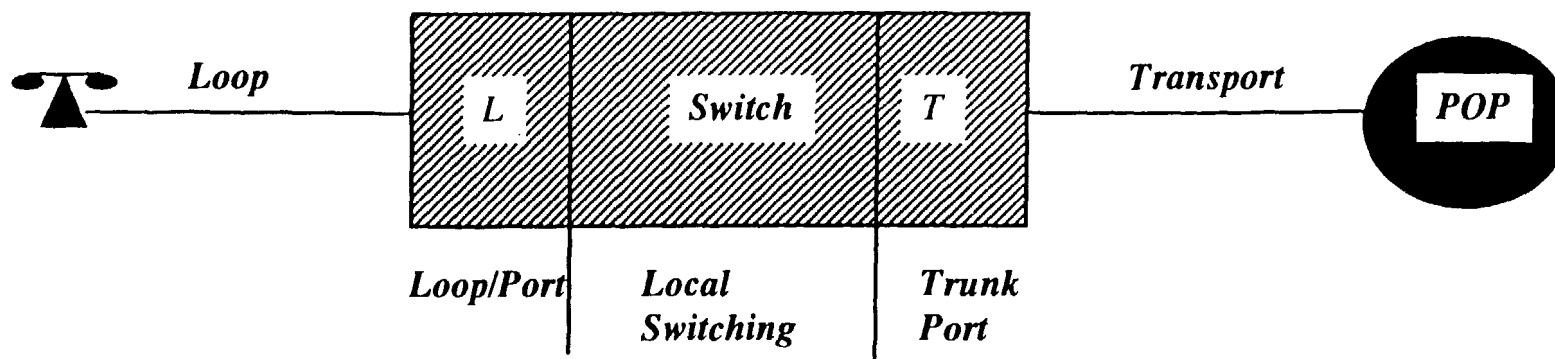 Loop
L
Switch
T
Transport
POP
Loop/Port
Local
Switching
Trunk
Port